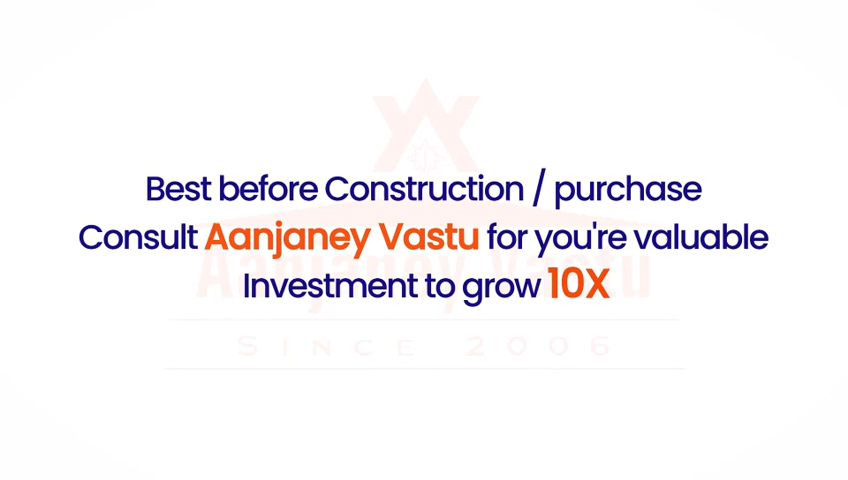 Best before Construction / purchase
Consult Aanjaney Vastu for you're valuable
Investment to grow 10X
Aanjaney Vastu
SINCE 2006